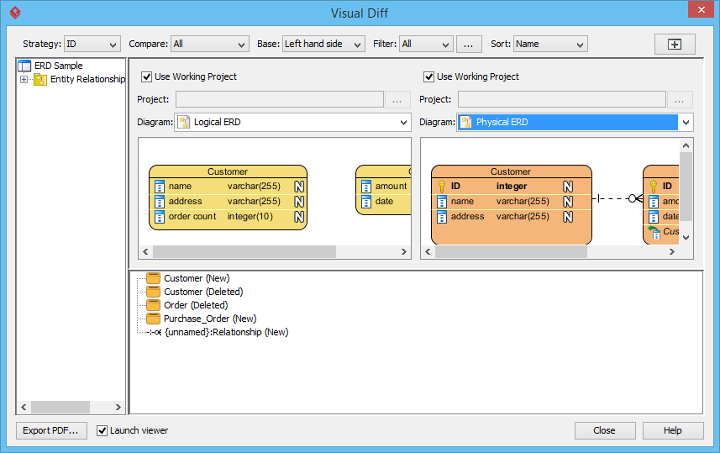 Visual Diff
Strategy: ID Compare: All Base: Left hand side Filter: All ... Sort: Name
ERD Sample
Entity Relationship
Use Working Project
Project: ...
Diagram: Logical ERD
Customer
name varchar(255) N
address varchar(255) N
order count integer(10) N
amount
date
Use Working Project
Project: ...
Diagram: Physical ERD
Customer
ID integer N
name varchar(255) N
address varchar(255) N
ID
amo
date
Cus
Customer (New)
Customer (Deleted)
Order (Deleted)
Purchase_Order (New)
{unnamed}:Relationship (New)
Export PDF... Launch viewer Close Help